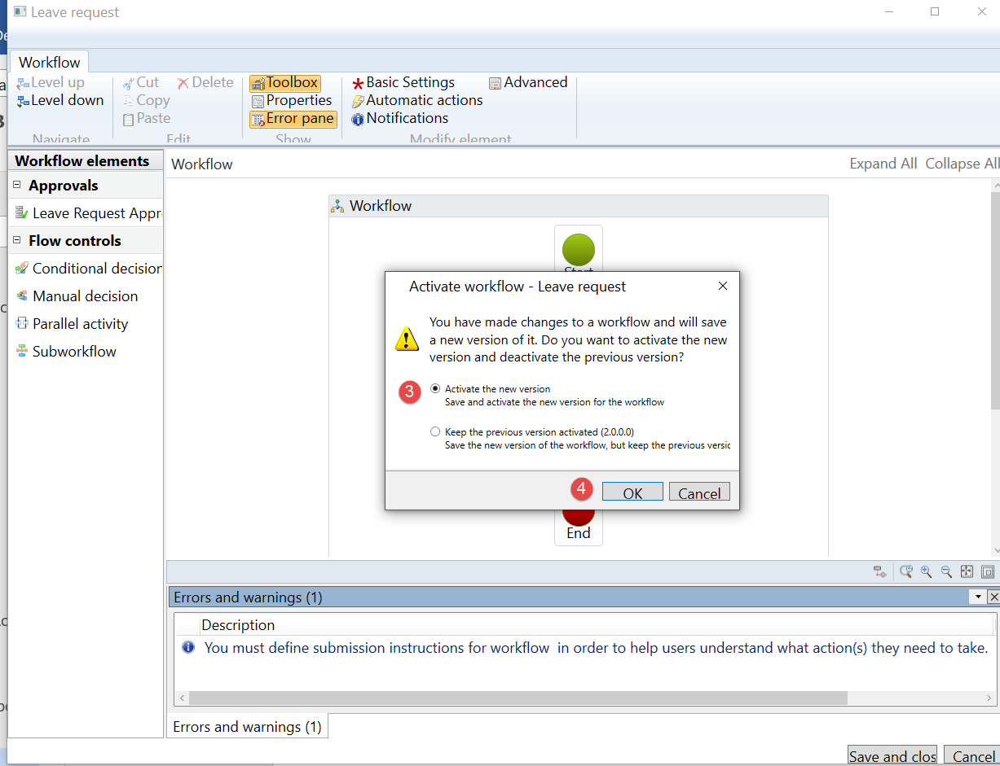 Leave request
Workflow
Level up
Level down
Navigate
Cut
Delete
Copy
Paste
Edit
Toolbox
Properties
Error pane
Show
Basic Settings
Advanced
Automatic actions
Notifications
Modify element
Workflow elements
Approvals
Leave Request Appr
Flow controls
Conditional decision
Manual decision
Parallel activity
Subworkflow
Workflow
Expand All Collapse All
Workflow
Start
Activate workflow - Leave request
You have made changes to a workflow and will save
a new version of it. Do you want to activate the new
version and deactivate the previous version?
3
Activate the new version
Save and activate the new version for the workflow
Keep the previous version activated (2.0.0.0)
Save the new version of the workflow, but keep the previous versic
4
OK
Cancel
End
Errors and warnings (1)
Description
You must define submission instructions for workflow in order to help users understand what action(s) they need to take.
Errors and warnings (1)
Save and clos
Cancel